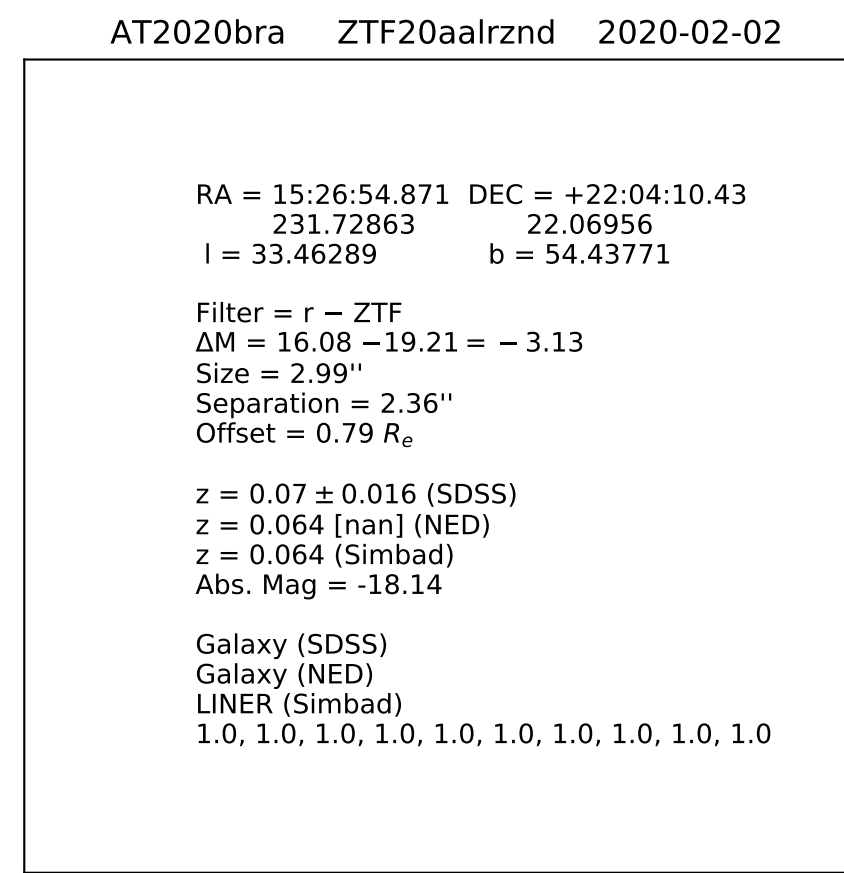 AT2020bra ZTF20aalrznd 2020-02-02
RA = 15:26:54.871 DEC = +22:04:10.43
231.72863 22.06956
l = 33.46289 b = 54.43771
Filter = r − ZTF
ΔM = 16.08 −19.21 = − 3.13
Size = 2.99''
Separation = 2.36''
Offset = 0.79 Re
z = 0.07 ± 0.016 (SDSS)
z = 0.064 [nan] (NED)
z = 0.064 (Simbad)
Abs. Mag = -18.14
Galaxy (SDSS)
Galaxy (NED)
LINER (Simbad)
1.0, 1.0, 1.0, 1.0, 1.0, 1.0, 1.0, 1.0, 1.0, 1.0